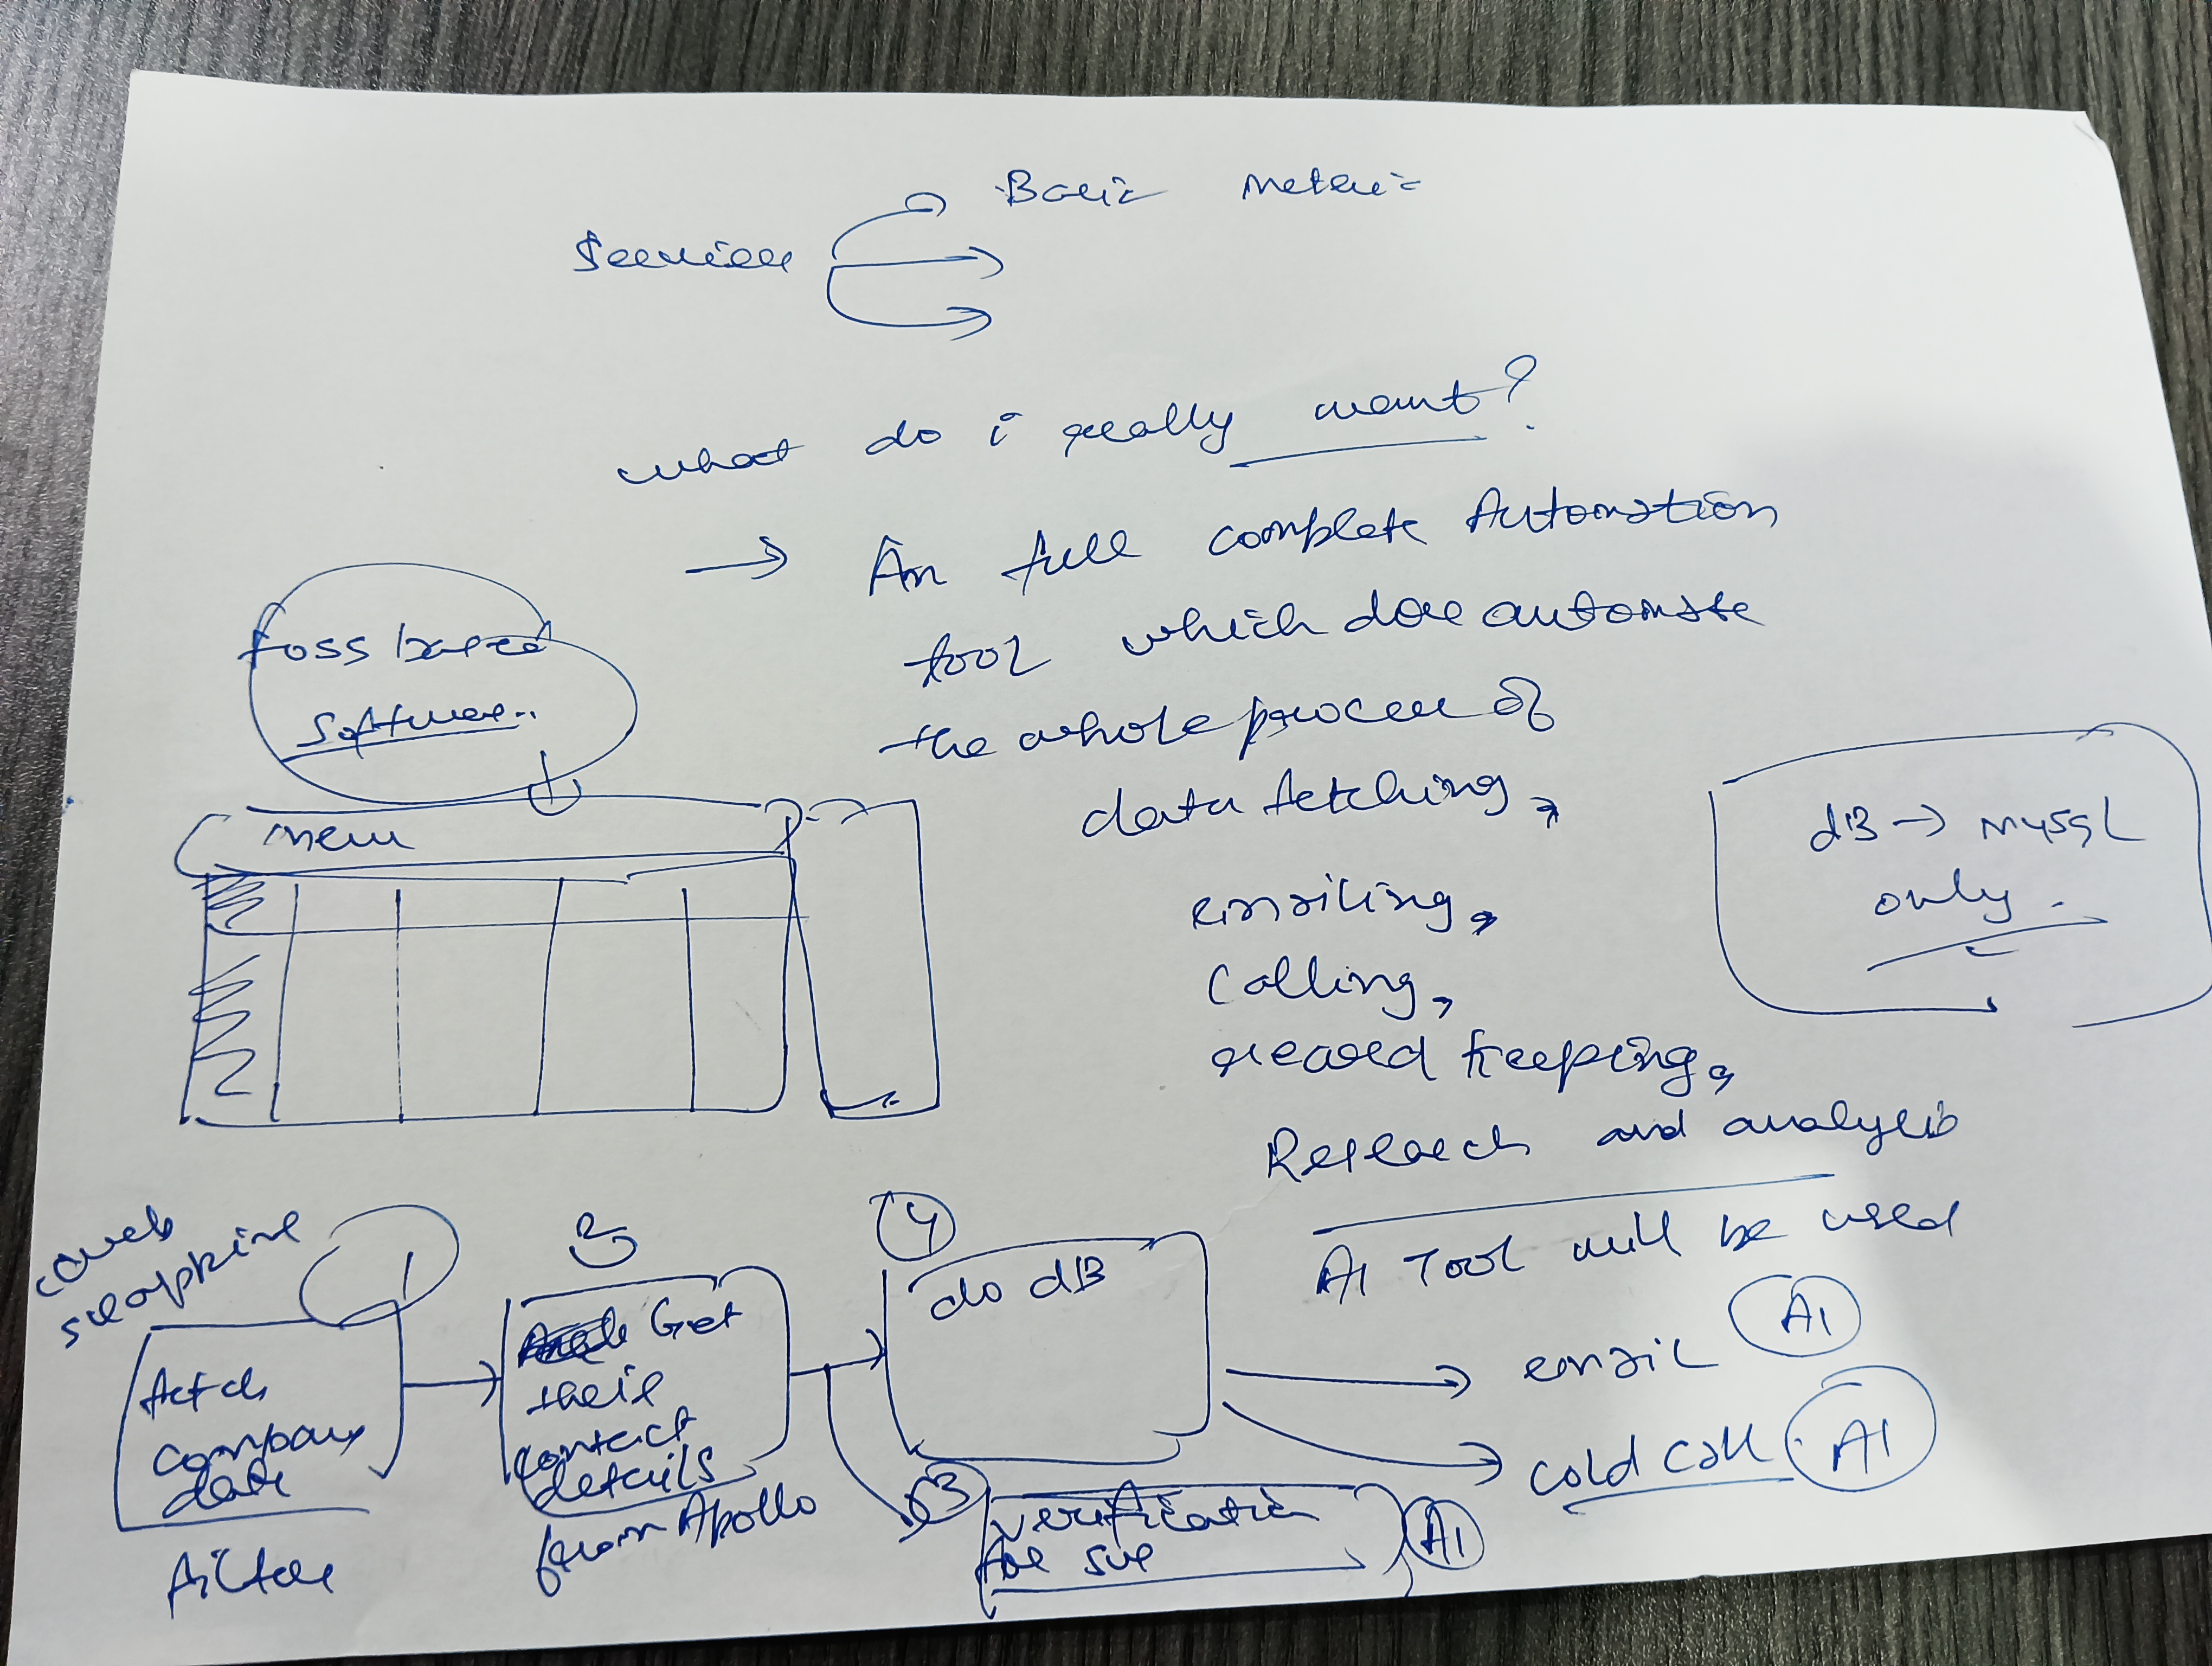 Basic Metric
Services
what do i really want?
→ An full complete Automation
tool which doe automate
the whole process of
data fetching,
emailing,
Calling,
record keeping,
Research and analysis
AI Tool will be used
foss based
software..
menu
dB → MySQL
only.
web
1
fetch
company
data
filter
2
Get
their
contact
details
from Apollo
4
do dB
3
verification
for sve
AI
→ email AI
→ cold call AI